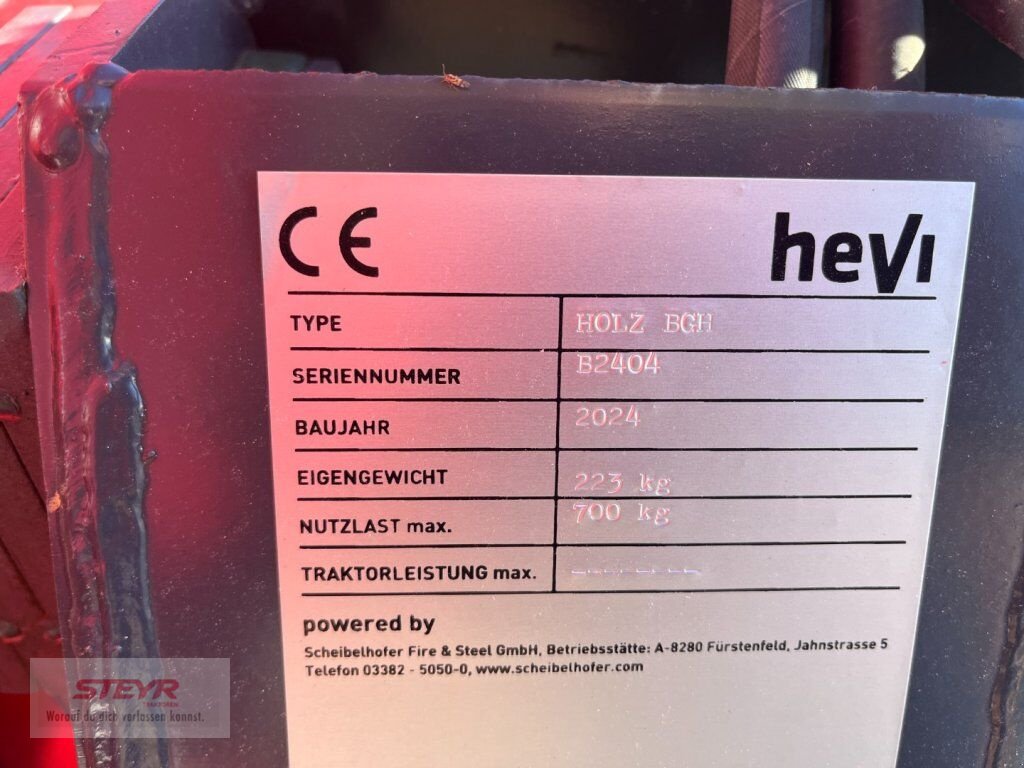 CE hevi
TYPE HOLZ BGH
SERIENNUMMER B2404
BAUJAHR 2024
EIGENGEWICHT 223 kg
NUTZLAST max. 700 kg
TRAKTORLEISTUNG max. --------
powered by
Scheibelhofer Fire & Steel GmbH, Betriebsstätte: A-8280 Fürstenfeld, Jahnstrasse 5
Telefon 03382 - 5050-0, www.scheibelhofer.com
STEYR
TRAKTOREN
Worauf du dich verlassen kannst.